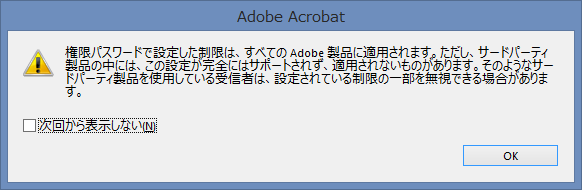 Adobe Acrobat
権限パスワードで設定した制限は、すべての Adobe 製品に適用されます。ただし、サードパーティ
製品の中には、この設定が完全にはサポートされず、適用されないものがあります。そのようなサー
ドパーティ製品を使用している受信者は、設定されている制限の一部を無視できる場合がありま
す。
次回から表示しない(N)
OK